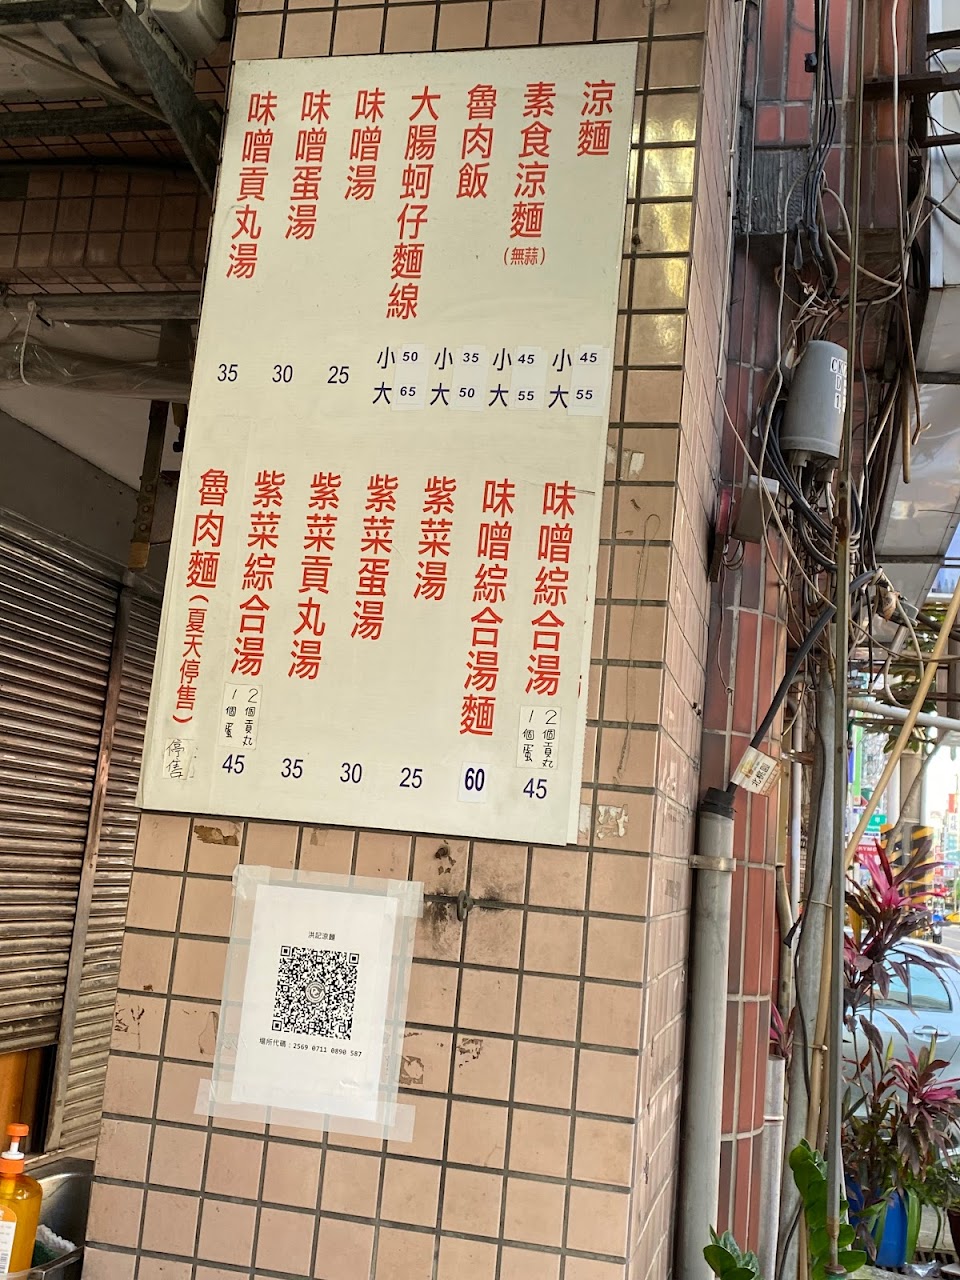 涼麵
小 45
大 55
素食涼麵
(無蒜)
小 45
大 55
魯肉飯
小 35
大 50
大腸蚵仔麵線
小 50
大 65
味噌湯
25
味噌蛋湯
30
味噌貢丸湯
35
味噌綜合湯
2個貢丸
1個蛋
45
味噌綜合湯麵
60
紫菜湯
25
紫菜蛋湯
30
紫菜貢丸湯
35
紫菜綜合湯
2個貢丸
1個蛋
45
魯肉麵(夏天停售)
停售
洪記涼麵
場所代碼：2569 0711 0890 587